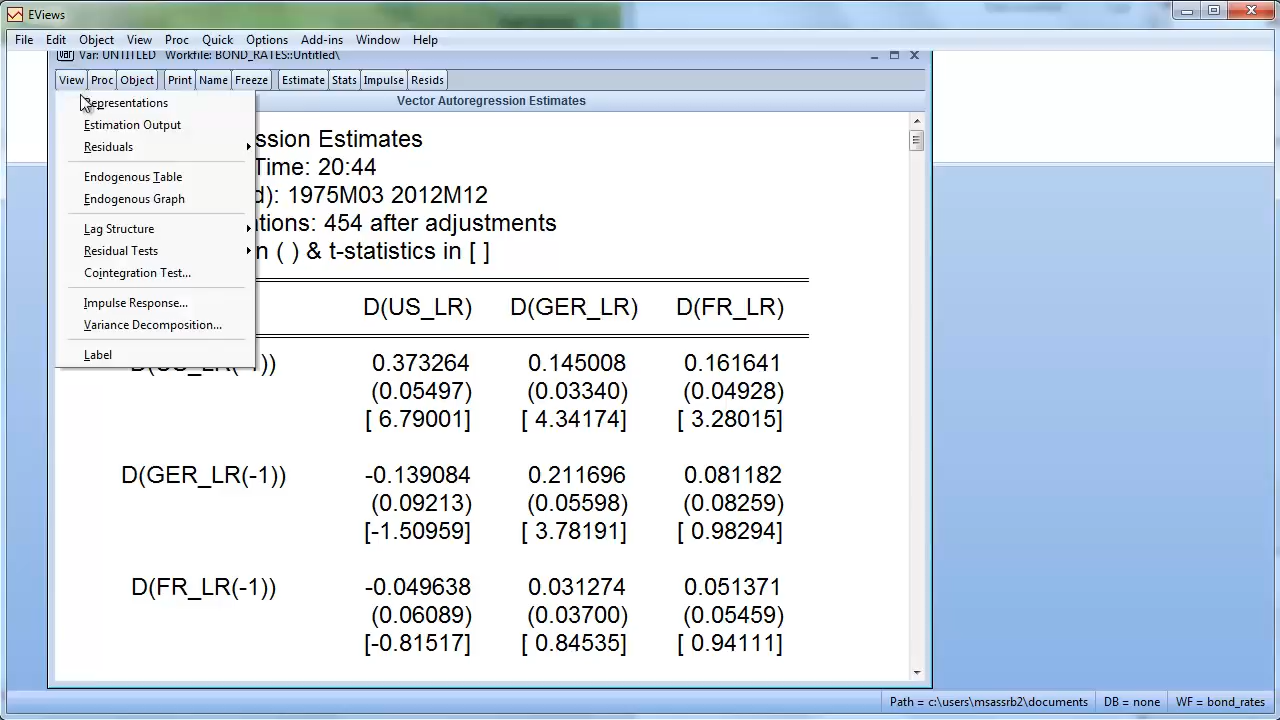 EViews
File Edit Object View Proc Quick Options Add-ins Window Help
Var: UNTITLED Workfile: BOND_RATES::Untitled\
View Proc Object Print Name Freeze Estimate Stats Impulse Resids
Vector Autoregression Estimates
Representations
Estimation Output
Residuals
Endogenous Table
Endogenous Graph
Lag Structure
Residual Tests
Cointegration Test...
Impulse Response...
Variance Decomposition...
Label
ssion Estimates
Time: 20:44
d): 1975M03 2012M12
ations: 454 after adjustments
n ( ) & t-statistics in [ ]
D(US_LR) D(GER_LR) D(FR_LR)
D(US_LR(-1)) 0.373264 0.145008 0.161641
(0.05497) (0.03340) (0.04928)
[ 6.79001] [ 4.34174] [ 3.28015]
D(GER_LR(-1)) -0.139084 0.211696 0.081182
(0.09213) (0.05598) (0.08259)
[-1.50959] [ 3.78191] [ 0.98294]
D(FR_LR(-1)) -0.049638 0.031274 0.051371
(0.06089) (0.03700) (0.05459)
[-0.81517] [ 0.84535] [ 0.94111]
Path = c:\users\msassrb2\documents DB = none WF = bond_rates